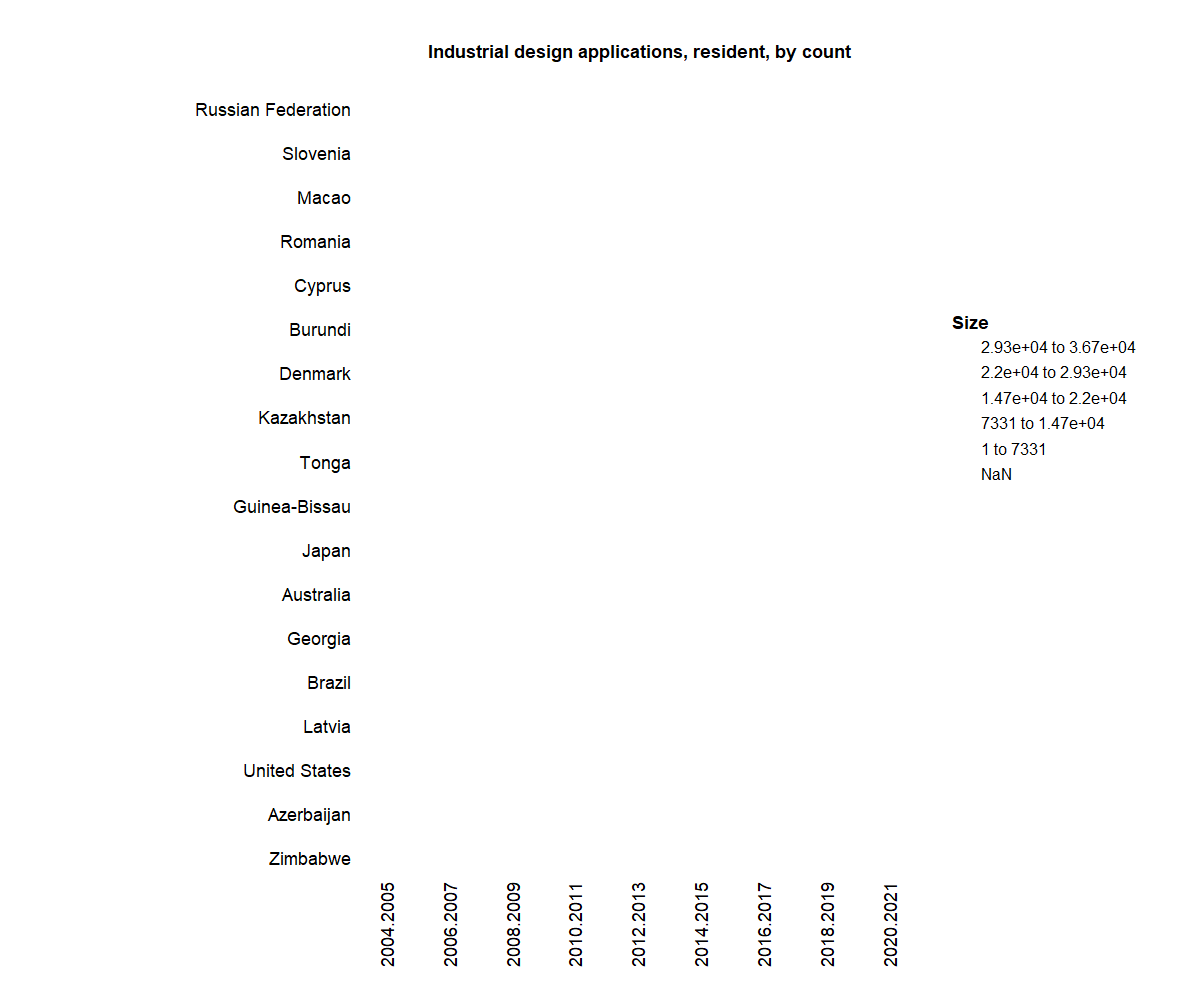 Industrial design applications, resident, by count
Russian Federation
Slovenia
Macao
Romania
Cyprus
Burundi
Denmark
Kazakhstan
Tonga
Guinea-Bissau
Japan
Australia
Georgia
Brazil
Latvia
United States
Azerbaijan
Zimbabwe
2004.2005
2006.2007
2008.2009
2010.2011
2012.2013
2014.2015
2016.2017
2018.2019
2020.2021
Size
2.93e+04 to 3.67e+04
2.2e+04 to 2.93e+04
1.47e+04 to 2.2e+04
7331 to 1.47e+04
1 to 7331
NaN